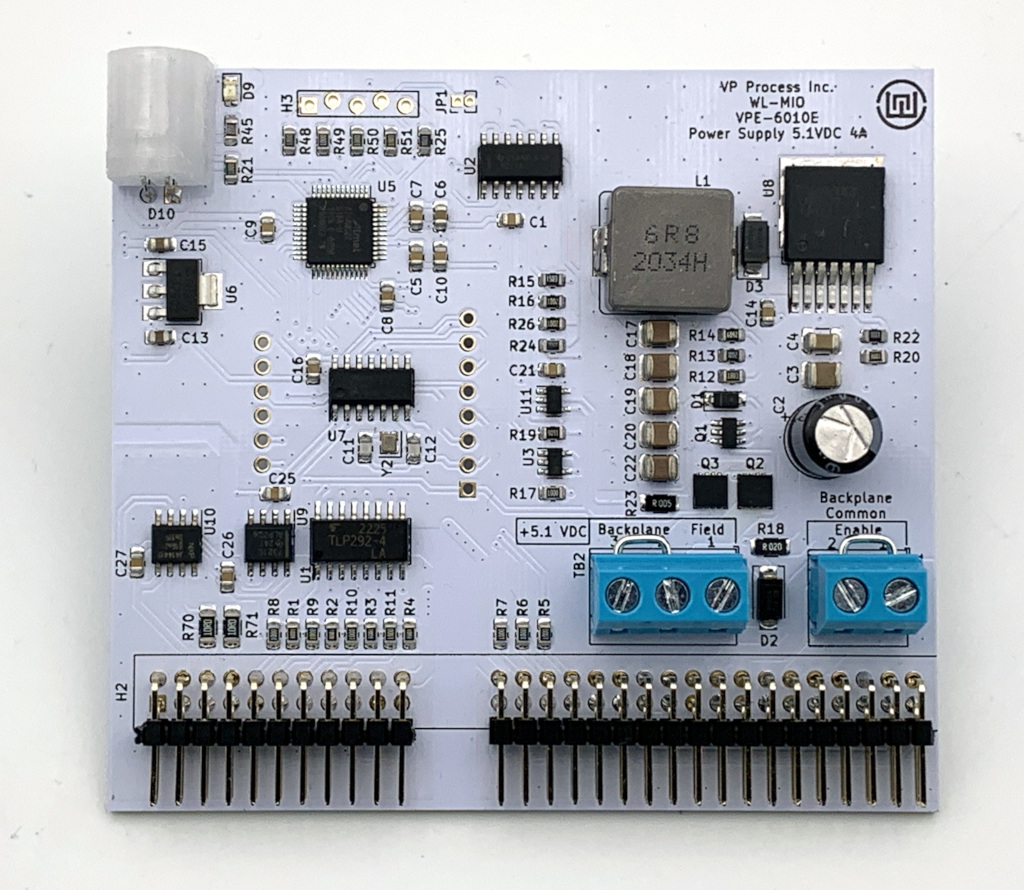 VP Process Inc.
WL-MIO
VPE-6010E
Power Supply 5.1VDC 4A
D9
R45
R21
D10
H3
JP1
R48
R49
R50
R51
R25
U5
C7
C6
U2
C1
C9
C5
C10
C8
C15
U6
C13
L1
6R8
2034H
D3
U8
C14
R15
R16
R26
R24
C21
U11
R19
U3
R17
C17
C18
C19
C20
C22
R23
R005
R14
R13
R12
D1
Q1
Q3
Q2
C4
C3
C2
R22
R20
C16
U7
C11
Y2
C12
C25
U10
U9
U1
2225
TLP292-4
LA
C27
C26
R70
R71
R8
R1
R9
R2
R10
R3
R11
R4
R7
R6
R5
+5.1 VDC
Backplane
Field
1
TB2
R18
R020
D2
Backplane
Common
Enable
2
H2